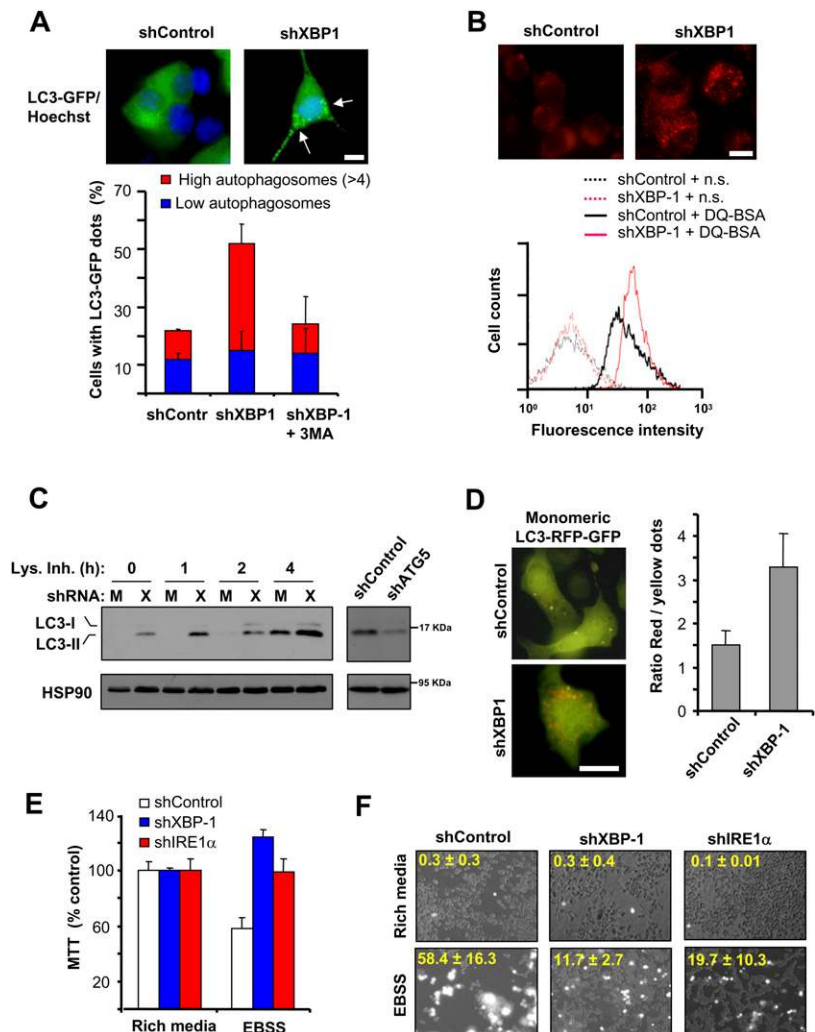 A
shControl shXBP1
LC3-GFP/
Hoechst
High autophagosomes (>4)
Low autophagosomes
Cells with LC3-GFP dots (%)
70
50
30
10
shContr shXBP1 shXBP-1
+ 3MA
B
shControl shXBP1
shControl + n.s.
shXBP-1 + n.s.
shControl + DQ-BSA
shXBP-1 + DQ-BSA
Cell counts
10⁰ 10¹ 10² 10³
Fluorescence intensity
C
Lys. Inh. (h): 0 1 2 4
shRNA: M X M X M X M X
shControl
shATG5
LC3-I
LC3-II
17 KDa
HSP90
95 KDa
D
Monomeric
LC3-RFP-GFP
shControl
shXBP1
Ratio Red / yellow dots
4
3
2
1
0
shControl
shXBP-1
E
shControl
shXBP-1
shIRE1α
MTT (% control)
140
100
60
20
Rich media EBSS
F
shControl shXBP-1 shIRE1α
Rich media
0.3 ± 0.3 0.3 ± 0.4 0.1 ± 0.01
EBSS
58.4 ± 16.3 11.7 ± 2.7 19.7 ± 10.3